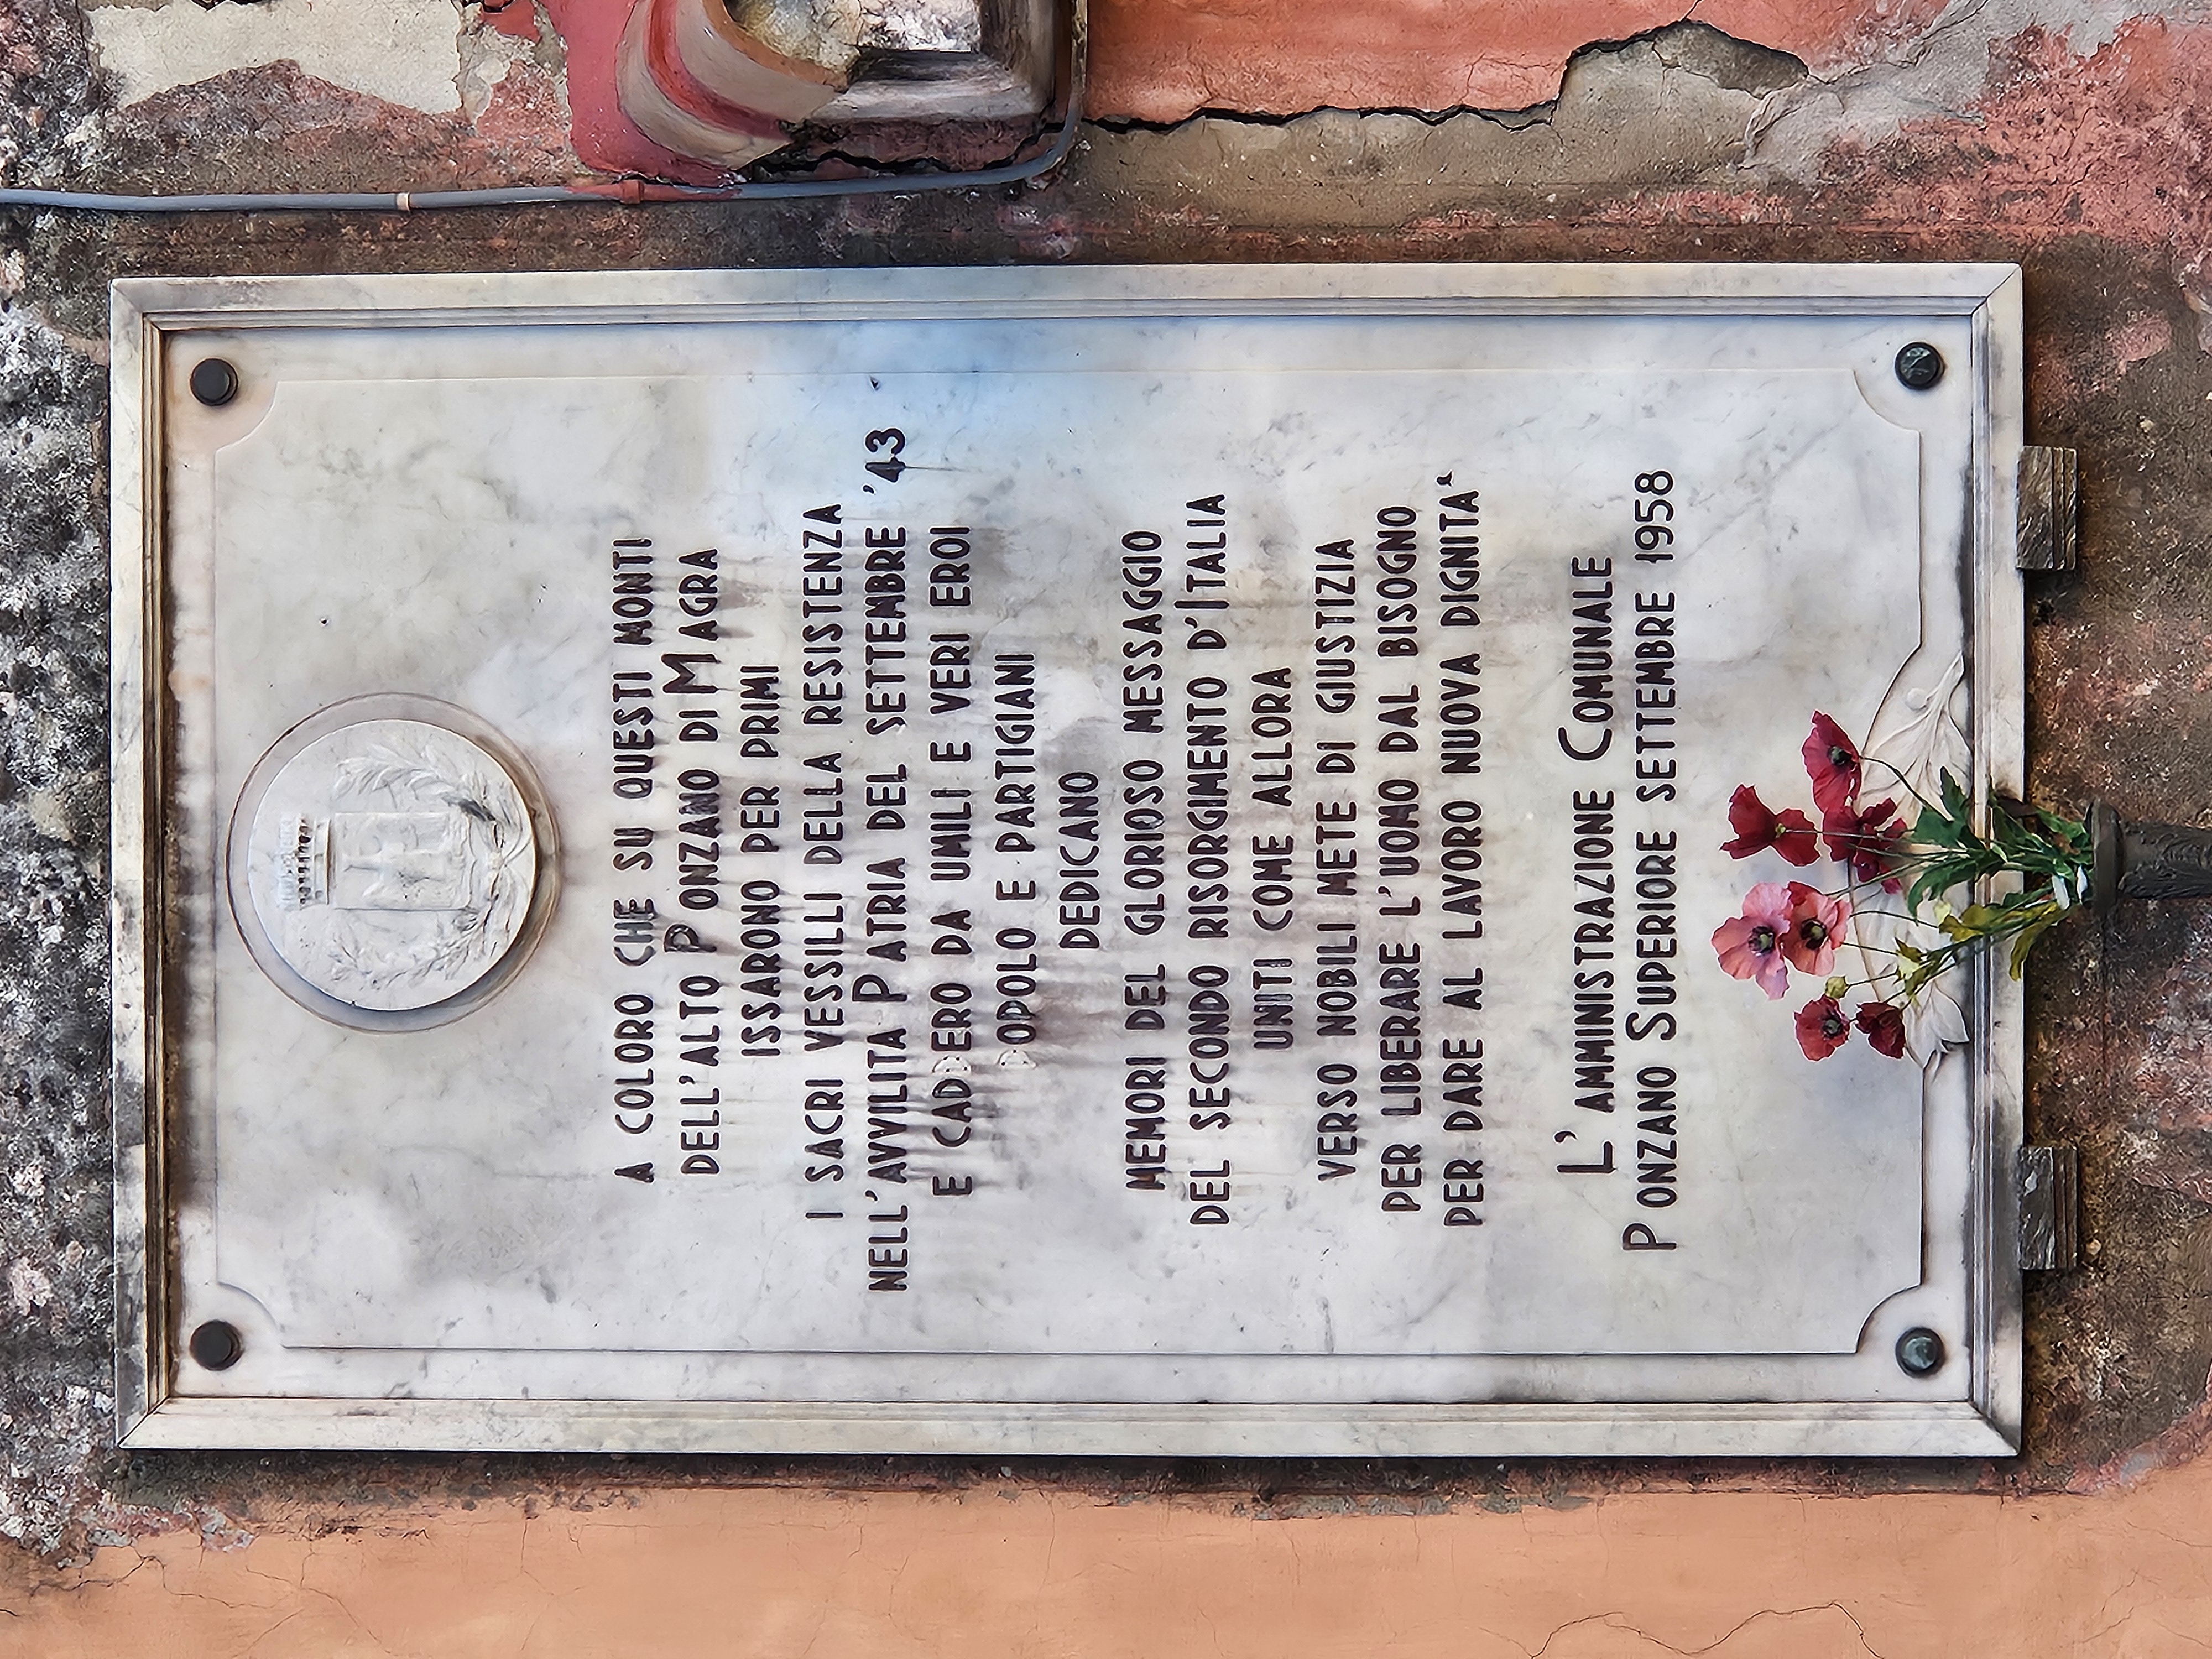 A COLORO CHE SU QUESTI MONTI
DELL'ALTO PONZANO DI MAGRA
ISSARONO PER PRIMI
I SACRI VESSILLI DELLA RESISTENZA
NELL'AVVILITA PATRIA DEL SETTEMBRE '43
E CADDERO DA UMILI E VERI EROI
POPOLO E PARTIGIANI
DEDICANO
MEMORI DEL GLORIOSO MESSAGGIO
DEL SECONDO RISORGIMENTO D'ITALIA
UNITI COME ALLORA
VERSO NOBILI METE DI GIUSTIZIA
PER LIBERARE L'UOMO DAL BISOGNO
PER DARE AL LAVORO NUOVA DIGNITA'
L'AMMINISTRAZIONE COMUNALE
PONZANO SUPERIORE SETTEMBRE 1958